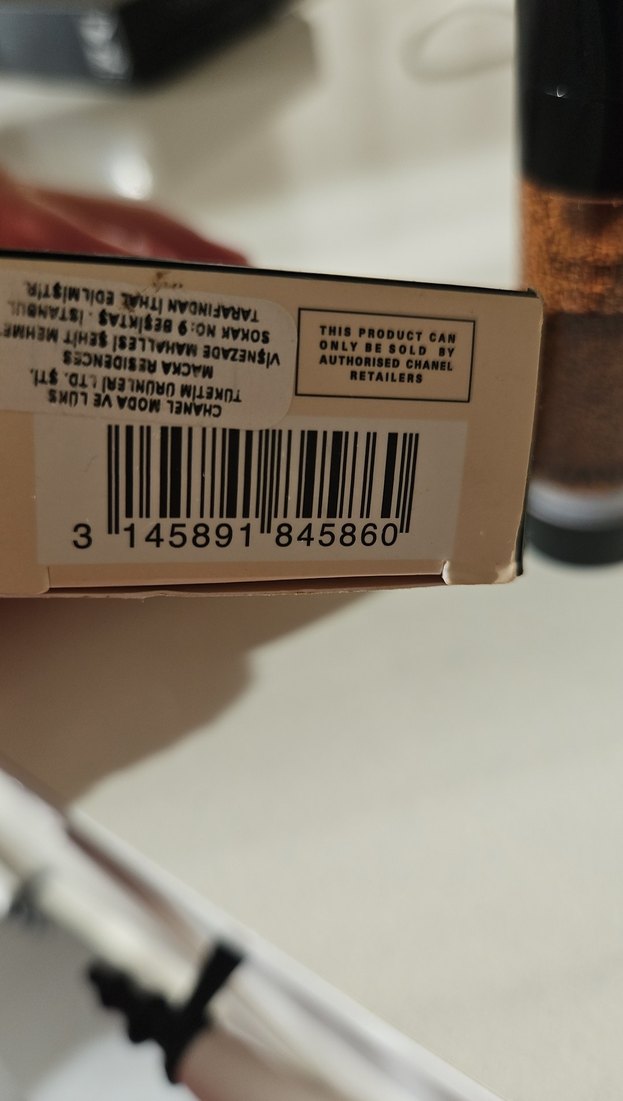 CHANEL MODA VE LÜKS
TÜKETİM ÜRÜNLERİ LTD. ŞTİ.
MACKA RESIDENCES
VİŞNEZADE MAHALLESİ ŞEHİT MEHME
SOKAK NO: 9 BEŞİKTAŞ . İSTANBUL
TARAFINDAN İTHAL EDİLMİŞTİR.
THIS PRODUCT CAN
ONLY BE SOLD BY
AUTHORISED CHANEL
RETAILERS
3 145891 845860